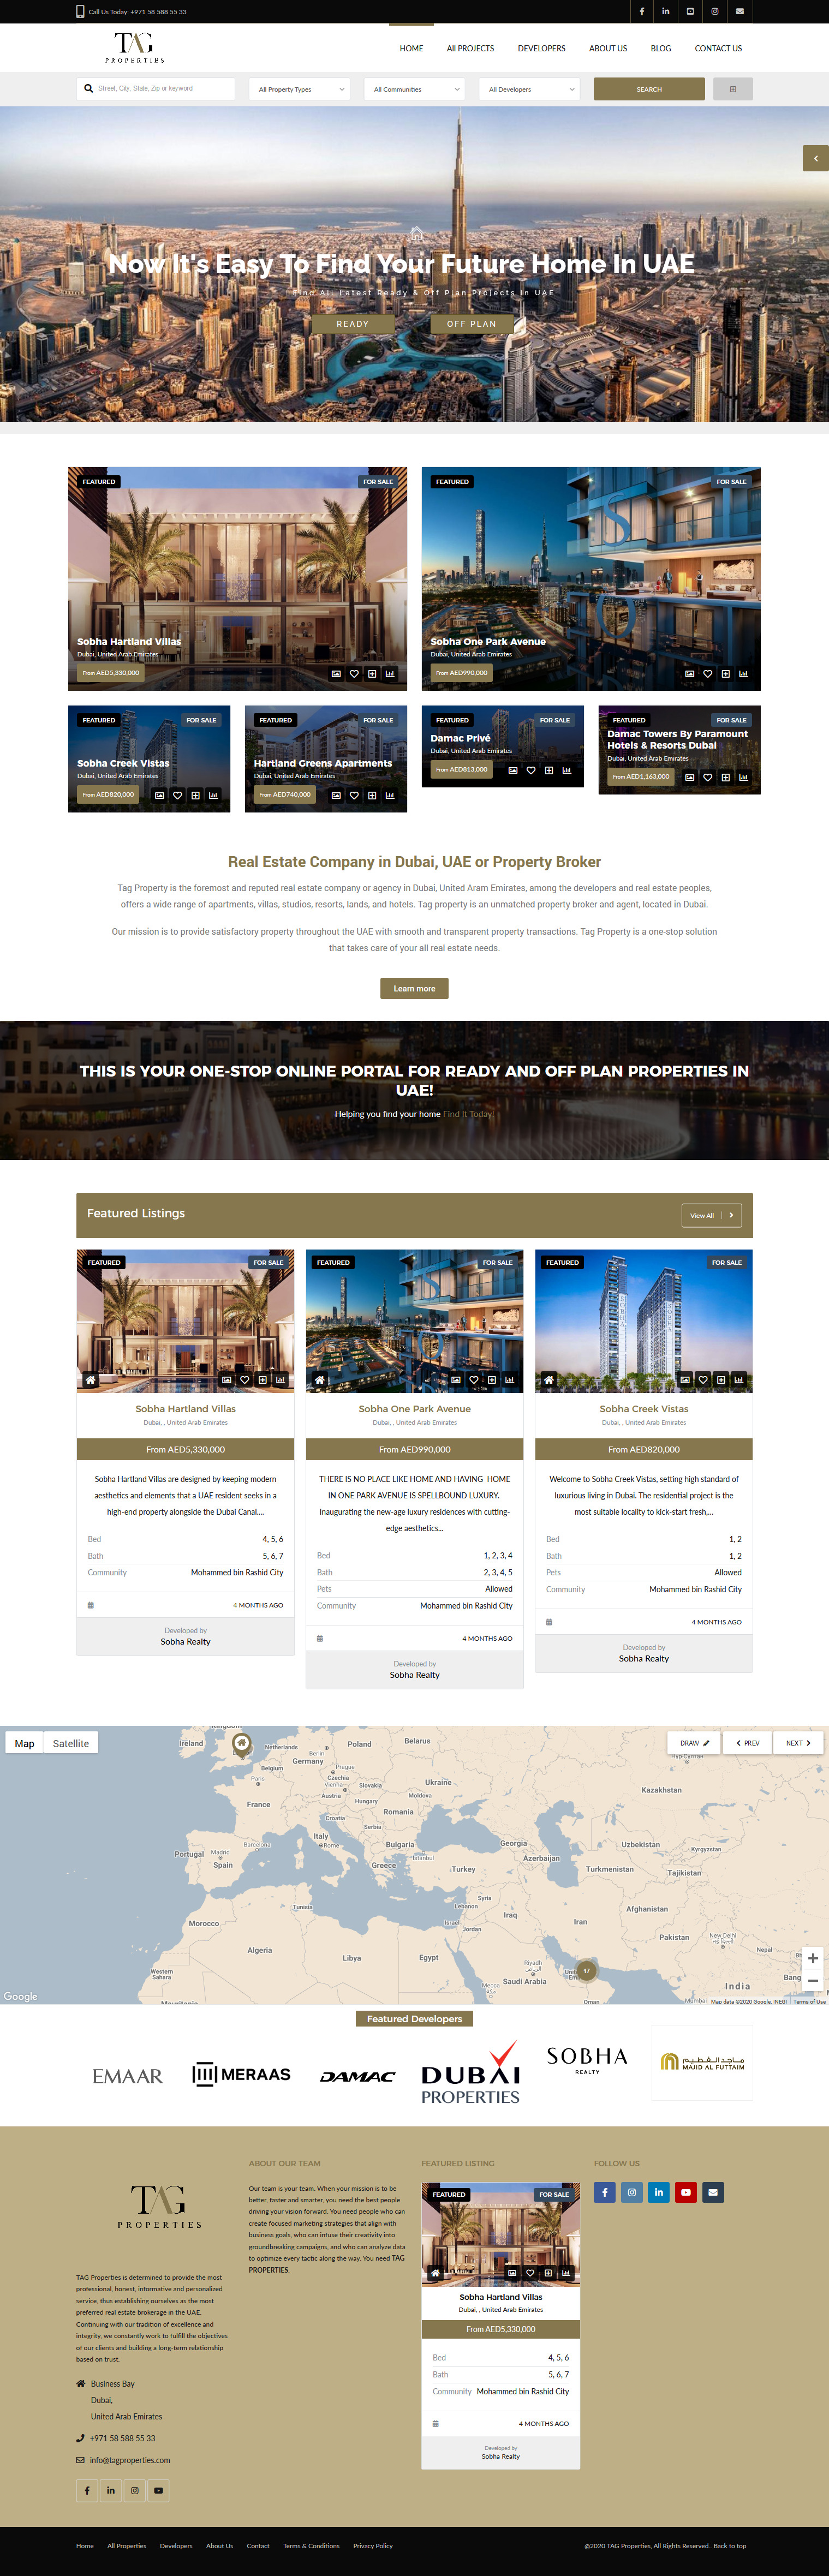 Call Us Today: +971 58 588 55 33
TAG
PROPERTIES
HOME
All PROJECTS
DEVELOPERS
ABOUT US
BLOG
CONTACT US
Street, City, State, Zip or keyword
All Property Types
All Communities
All Developers
SEARCH
Now It's Easy To Find Your Future Home In UAE
Find All Latest Ready & Off Plan Projects In UAE
READY
OFF PLAN
FEATURED
FOR SALE
Sobha Hartland Villas
Dubai, United Arab Emirates
From AED5,330,000
FEATURED
FOR SALE
Sobha One Park Avenue
Dubai, United Arab Emirates
From AED990,000
FEATURED
FOR SALE
Sobha Creek Vistas
Dubai, United Arab Emirates
From AED820,000
FEATURED
FOR SALE
Hartland Greens Apartments
Dubai, United Arab Emirates
From AED740,000
FEATURED
FOR SALE
Damac Privé
Dubai, United Arab Emirates
From AED813,000
FEATURED
FOR SALE
Damac Towers By Paramount
Hotels & Resorts Dubai
Dubai, United Arab Emirates
From AED1,163,000
Real Estate Company in Dubai, UAE or Property Broker
Tag Property is the foremost and reputed real estate company or agency in Dubai, United Aram Emirates, among the developers and real estate peoples,
offers a wide range of apartments, villas, studios, resorts, lands, and hotels. Tag property is an unmatched property broker and agent, located in Dubai.
Our mission is to provide satisfactory property throughout the UAE with smooth and transparent property transactions. Tag Property is a one-stop solution
that takes care of your all real estate needs.
Learn more
THIS IS YOUR ONE-STOP ONLINE PORTAL FOR READY AND OFF PLAN PROPERTIES IN
UAE!
Helping you find your home Find It Today!
Featured Listings
View All
FEATURED
FOR SALE
Sobha Hartland Villas
Dubai, , United Arab Emirates
From AED5,330,000
Sobha Hartland Villas are designed by keeping modern
aesthetics and elements that a UAE resident seeks in a
high-end property alongside the Dubai Canal....
Bed 4, 5, 6
Bath 5, 6, 7
Community Mohammed bin Rashid City
4 MONTHS AGO
Developed by
Sobha Realty
FEATURED
FOR SALE
Sobha One Park Avenue
Dubai, , United Arab Emirates
From AED990,000
THERE IS NO PLACE LIKE HOME AND HAVING HOME
IN ONE PARK AVENUE IS SPELLBOUND LUXURY.
Inaugurating the new-age luxury residences with cutting-
edge aesthetics...
Bed 1, 2, 3, 4
Bath 2, 3, 4, 5
Pets Allowed
Community Mohammed bin Rashid City
4 MONTHS AGO
Developed by
Sobha Realty
FEATURED
FOR SALE
SOBHA
SOBHA
Sobha Creek Vistas
Dubai, , United Arab Emirates
From AED820,000
Welcome to Sobha Creek Vistas, setting high standard of
luxurious living in Dubai. The residential project is the
most suitable locality to kick-start fresh,...
Bed 1, 2
Bath 1, 2
Pets Allowed
Community Mohammed bin Rashid City
4 MONTHS AGO
Developed by
Sobha Realty
Map
Satellite
DRAW
PREV
NEXT
Ireland
Netherlands
Berlin
Poland
Belarus
Belgium
Germany
Prague
Czechia
Paris
Vienna
Slovakia
Ukraine
Kazakhstan
Austria
Hungary
Moldova
France
Romania
Croatia
Serbia
Italy
Rome
Bulgaria
Georgia
Uzbekistan
Kyrgyzstan
Portugal
Madrid
Barcelona
Spain
Istanbul
Greece
Turkey
Azerbaijan
Turkmenistan
Tajikistan
Tunisia
Syria
Lebanon
Israel
Iraq
Iran
Afghanistan
Jordan
Morocco
Pakistan
New Delhi
नई दिल्ली
Nepal
Algeria
Libya
Egypt
Western
Sahara
Riyadh
الرياض
Saudi Arabia
17
Mecca
India
Bang
Mauritania
Oman
Mumbai
Google
Map data ©2020 Google, INEGI
Terms of Use
Featured Developers
EMAAR
MERAAS
DAMAC
DUBAI
PROPERTIES
SOBHA
REALTY
ماجد الفطيم
MAJID AL FUTTAIM
TAG
PROPERTIES
TAG Properties is determined to provide the most
professional, honest, informative and personalized
service, thus establishing ourselves as the most
preferred real estate brokerage in the UAE.
Continuing with our tradition of excellence and
integrity, we constantly work to fulfill the objectives
of our clients and building a long-term relationship
based on trust.
Business Bay
Dubai,
United Arab Emirates
+971 58 588 55 33
info@tagproperties.com
ABOUT OUR TEAM
Our team is your team. When your mission is to be
better, faster and smarter, you need the best people
driving your vision forward. You need people who can
create focused marketing strategies that align with
business goals, who can infuse their creativity into
groundbreaking campaigns, and who can analyze data
to optimize every tactic along the way. You need TAG
PROPERTIES.
FEATURED LISTING
FEATURED
FOR SALE
Sobha Hartland Villas
Dubai, , United Arab Emirates
From AED5,330,000
Bed 4, 5, 6
Bath 5, 6, 7
Community Mohammed bin Rashid City
4 MONTHS AGO
Developed by
Sobha Realty
FOLLOW US
Home
All Properties
Developers
About Us
Contact
Terms & Conditions
Privacy Policy
@2020 TAG Properties, All Rights Reserved.. Back to top